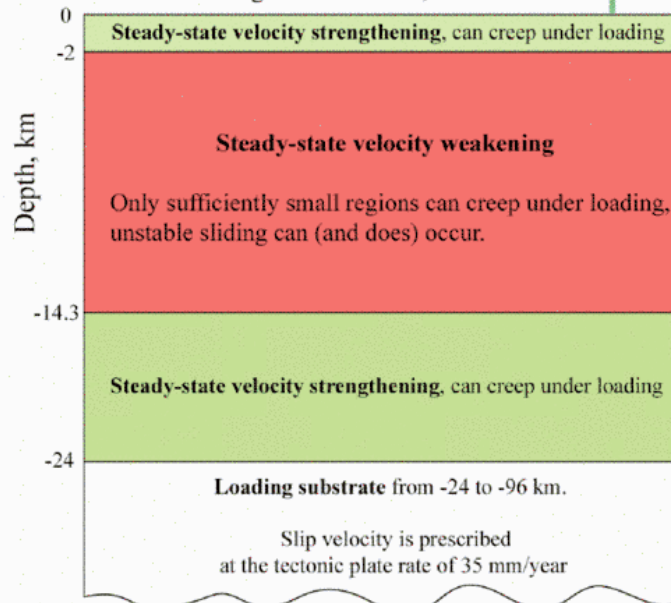 0
Steady-state velocity strengthening, can creep under loading
-2
Steady-state velocity weakening
Depth, km
Only sufficiently small regions can creep under loading,
unstable sliding can (and does) occur.
-14.3
Steady-state velocity strengthening, can creep under loading
-24
Loading substrate from -24 to -96 km.
Slip velocity is prescribed
at the tectonic plate rate of 35 mm/year